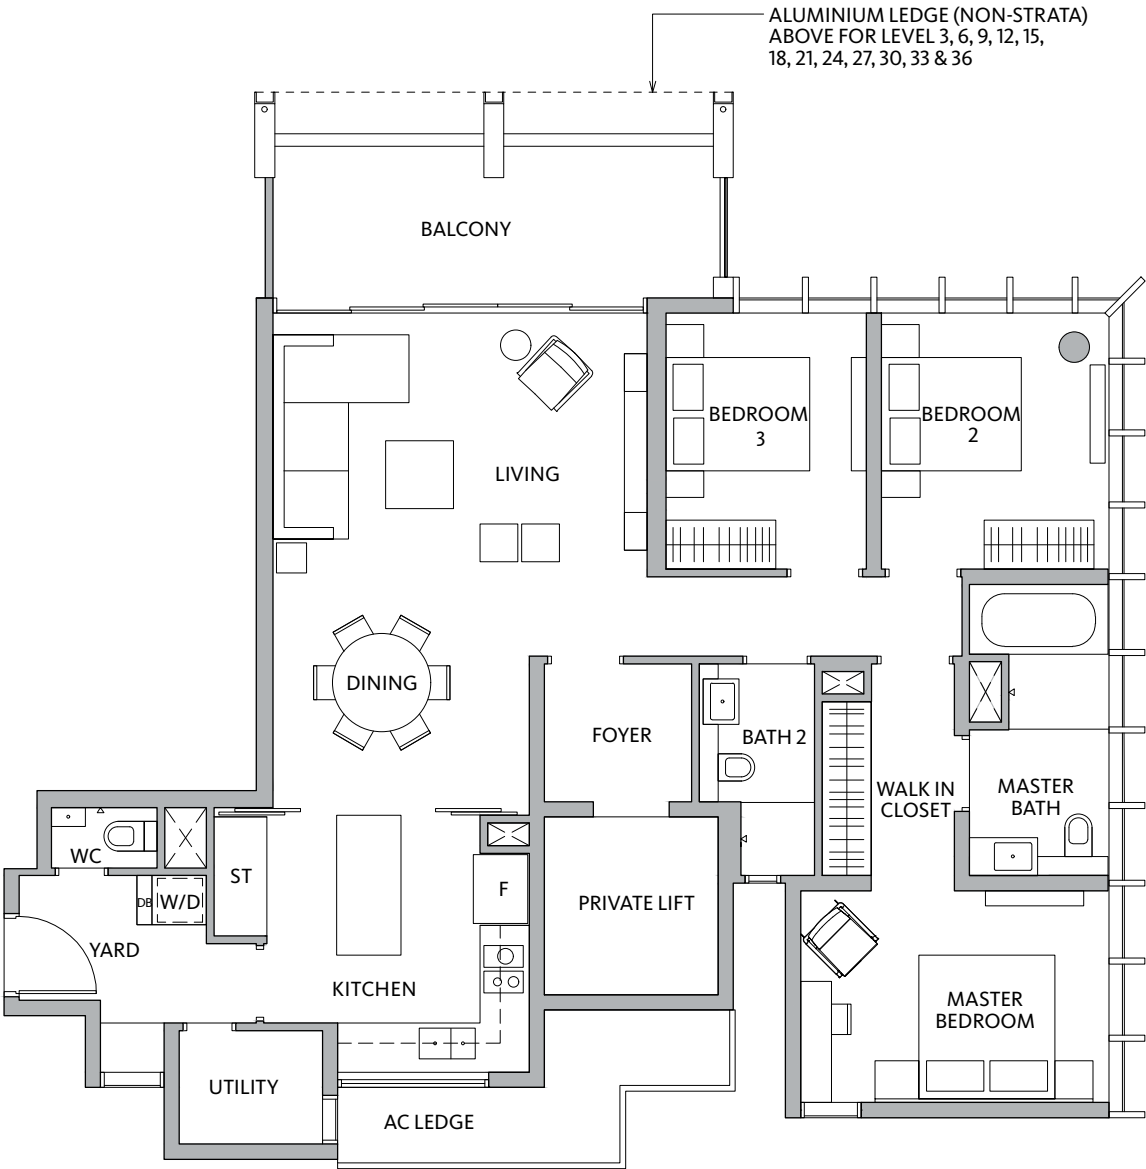 ALUMINIUM LEDGE (NON-STRATA)
ABOVE FOR LEVEL 3, 6, 9, 12, 15,
18, 21, 24, 27, 30, 33 & 36
BALCONY
BEDROOM
3
BEDROOM
2
LIVING
DINING
FOYER
BATH 2
WALK IN
CLOSET
MASTER
BATH
WC
ST
F
W/D
DB
PRIVATE LIFT
YARD
KITCHEN
MASTER
BEDROOM
UTILITY
AC LEDGE